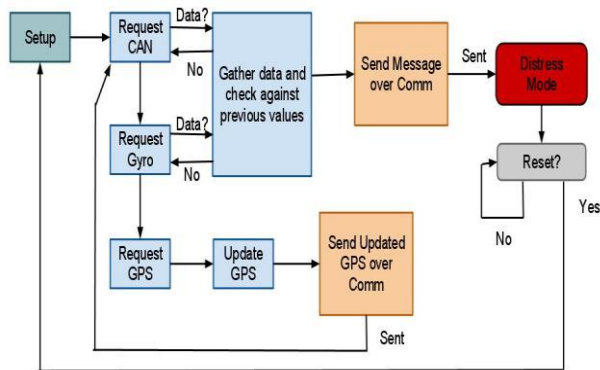 Setup
Request
CAN
Data?
No
Gather data and
check against
previous values
Send Message
over Comm
Sent
Distress
Mode
Request
Gyro
Data?
No
Reset?
No
Yes
Request
GPS
Update
GPS
Send Updated
GPS over
Comm
Sent